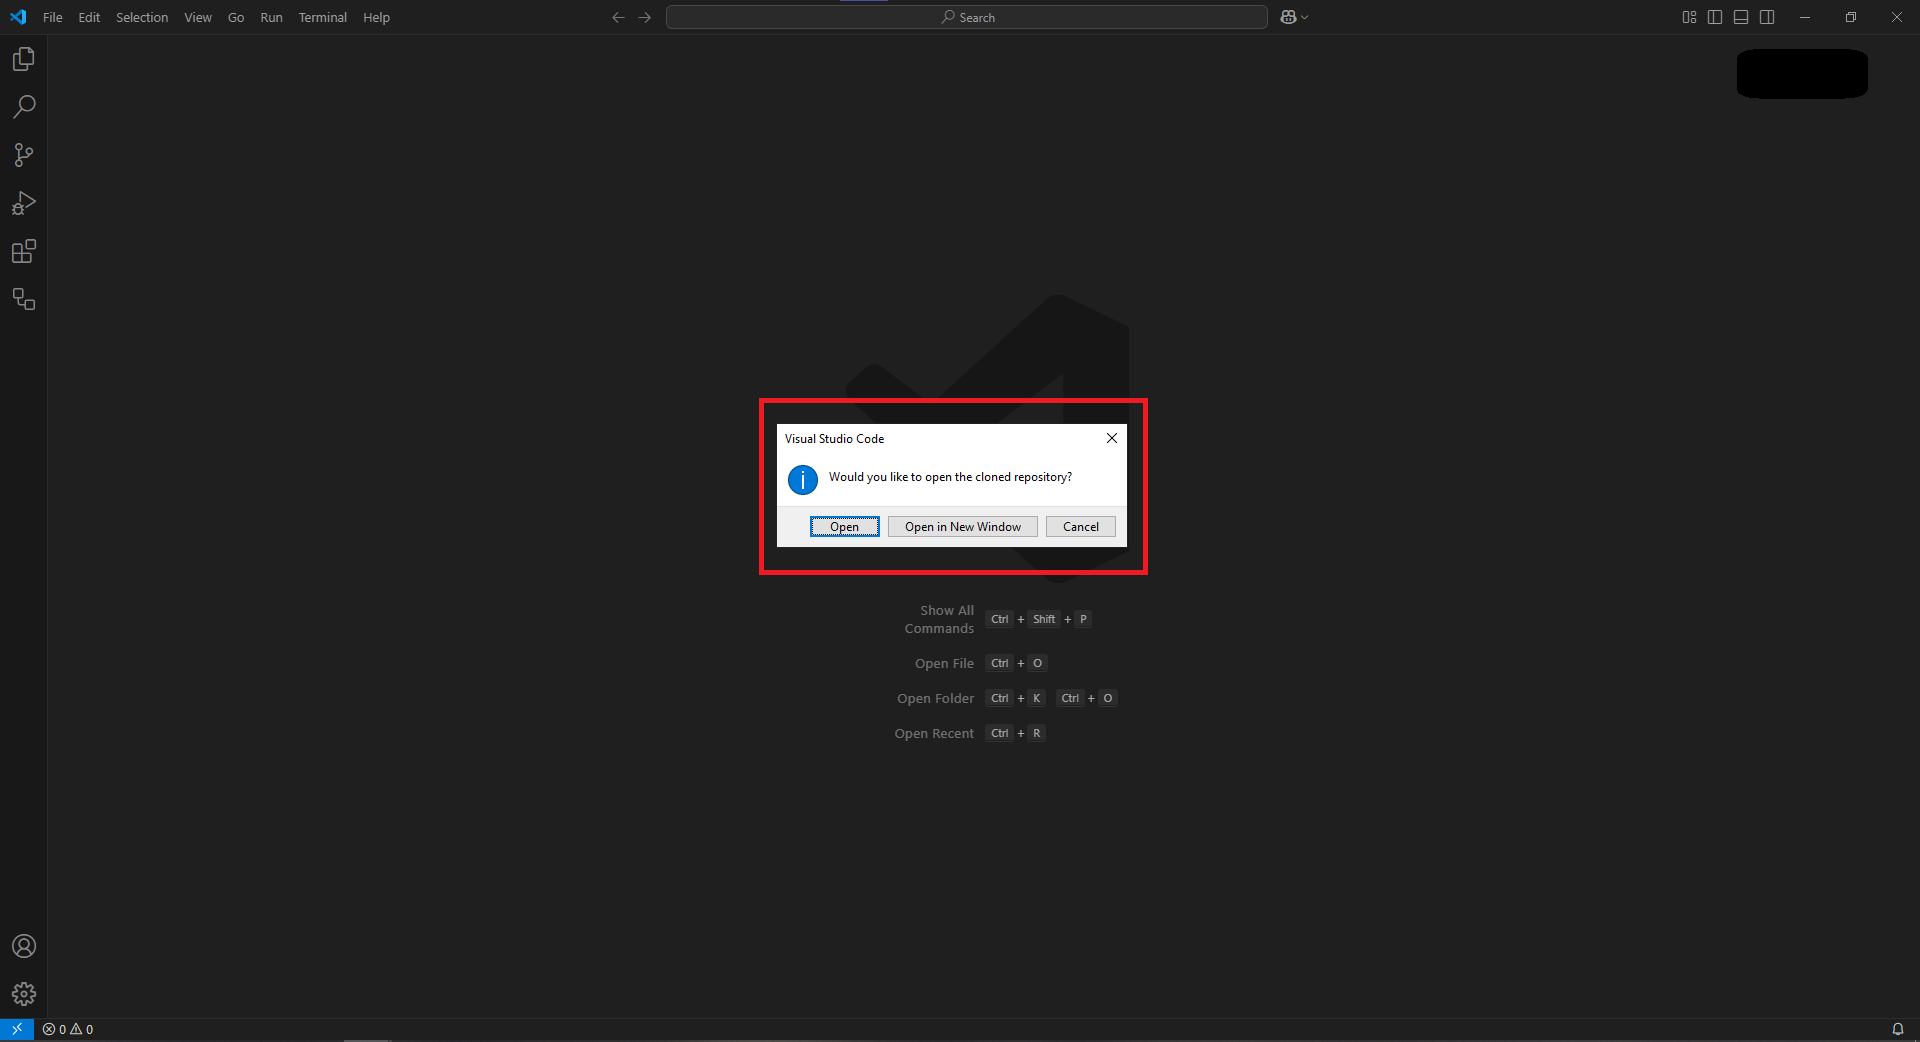 File Edit Selection View Go Run Terminal Help
Search
Visual Studio Code
Would you like to open the cloned repository?
Open Open in New Window Cancel
Show All Commands Ctrl + Shift + P
Open File Ctrl + O
Open Folder Ctrl + K Ctrl + O
Open Recent Ctrl + R
0 0